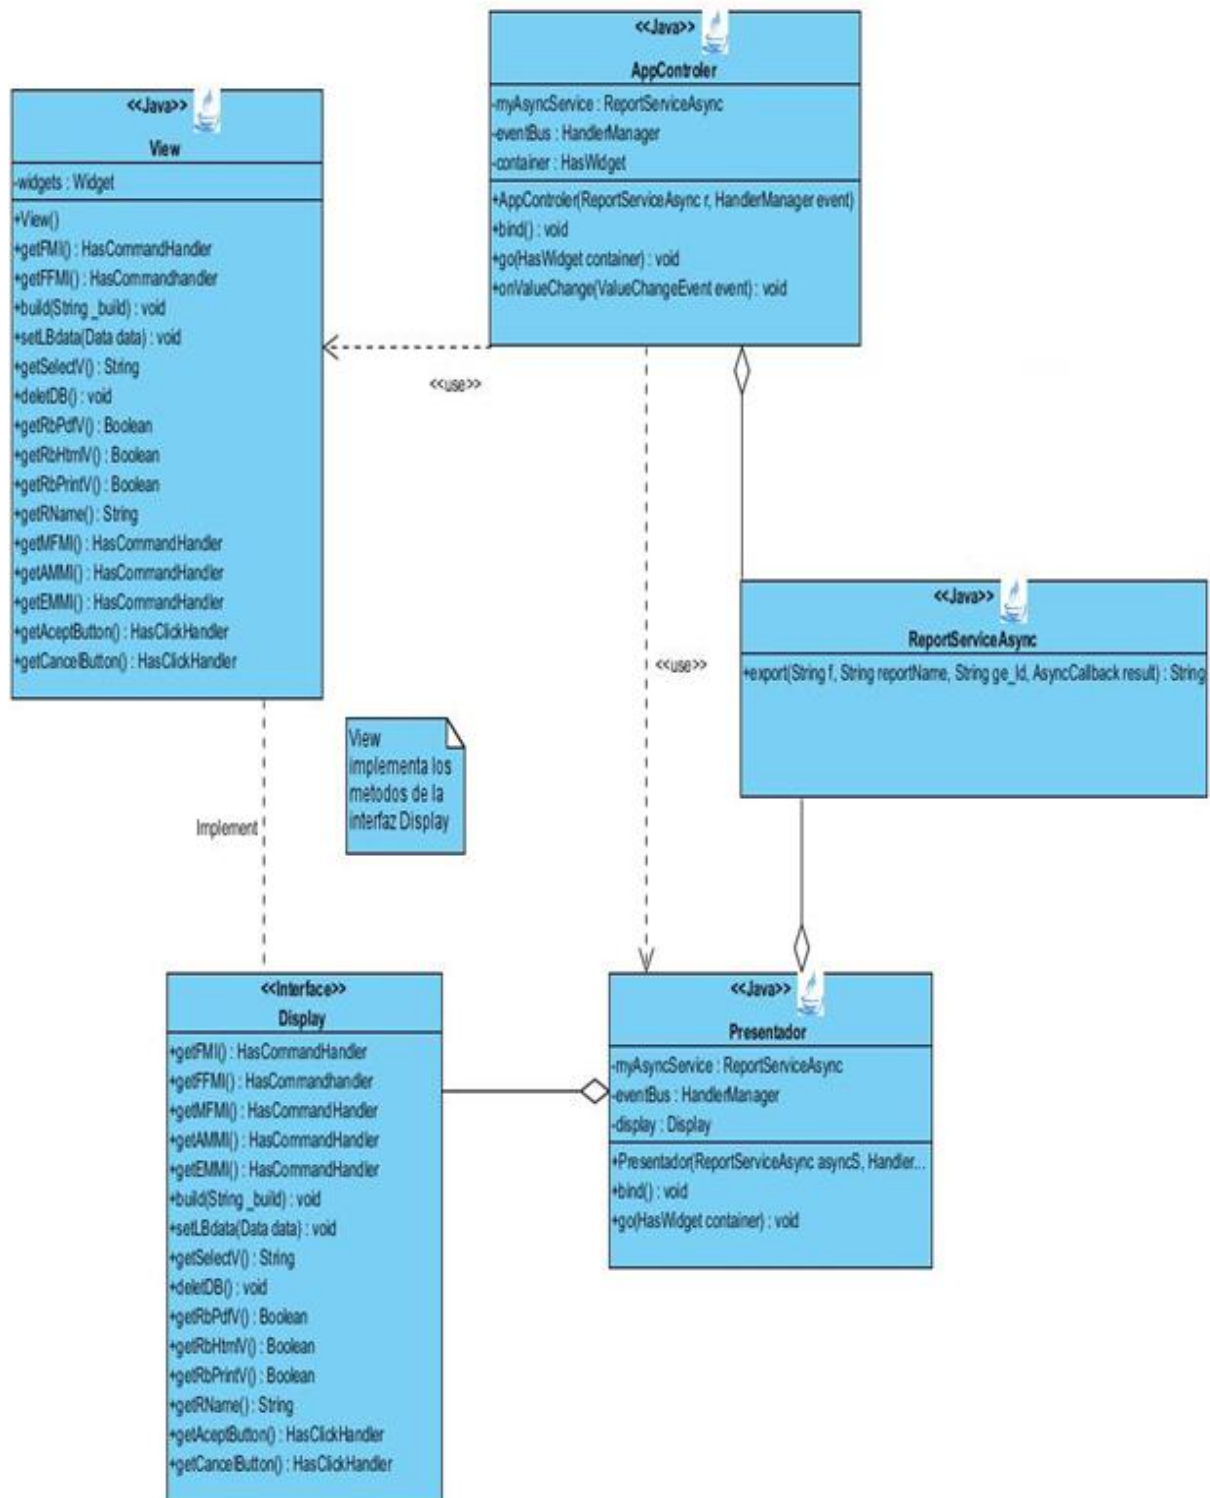 <<Java>>
AppControler
-myAsyncService : ReportServiceAsync
-eventBus : HandlerManager
-container : HasWidget
+AppControler(ReportServiceAsync r, HandlerManager event)
+bind() : void
+go(HasWidget container) : void
+onValueChange(ValueChangeEvent event) : void
<<Java>>
View
-widgets : Widget
+View()
+getFMI() : HasCommandHandler
+getFFMI() : HasCommandhandler
+build(String _build) : void
+setLBdata(Data data) : void
+getSelectV() : String
+deletDB() : void
+getRbPdfV() : Boolean
+getRbHtmlV() : Boolean
+getRbPrintV() : Boolean
+getRName() : String
+getMFMI() : HasCommandHandler
+getAMMI() : HasCommandHandler
+getEMMI() : HasCommandHandler
+getAceptButton() : HasClickHandler
+getCancelButton() : HasClickHandler
<<use>>
<<use>>
<<Java>>
ReportServiceAsync
+export(String f, String reportName, String ge_Id, AsyncCallback result) : String
View
implementa los
metodos de la
interfaz Display
Implement
<<Interface>>
Display
+getFMI() : HasCommandHandler
+getFFMI() : HasCommandhandler
+getMFMI() : HasCommandHandler
+getAMMI() : HasCommandHandler
+getEMMI() : HasCommandHandler
+build(String _build) : void
+setLBdata(Data data) : void
+getSelectV() : String
+deletDB() : void
+getRbPdfV() : Boolean
+getRbHtmlV() : Boolean
+getRbPrintV() : Boolean
+getRName() : String
+getAceptButton() : HasClickHandler
+getCancelButton() : HasClickHandler
<<Java>>
Presentador
-myAsyncService : ReportServiceAsync
-eventBus : HandlerManager
-display : Display
+Presentador(ReportServiceAsync asyncS, Handler...
+bind() : void
+go(HasWidget container) : void